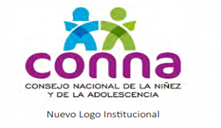 conna
CONSEJO NACIONAL DE LA NIÑEZ
Y DE LA ADOLESCENCIA
Nuevo Logo Institucional